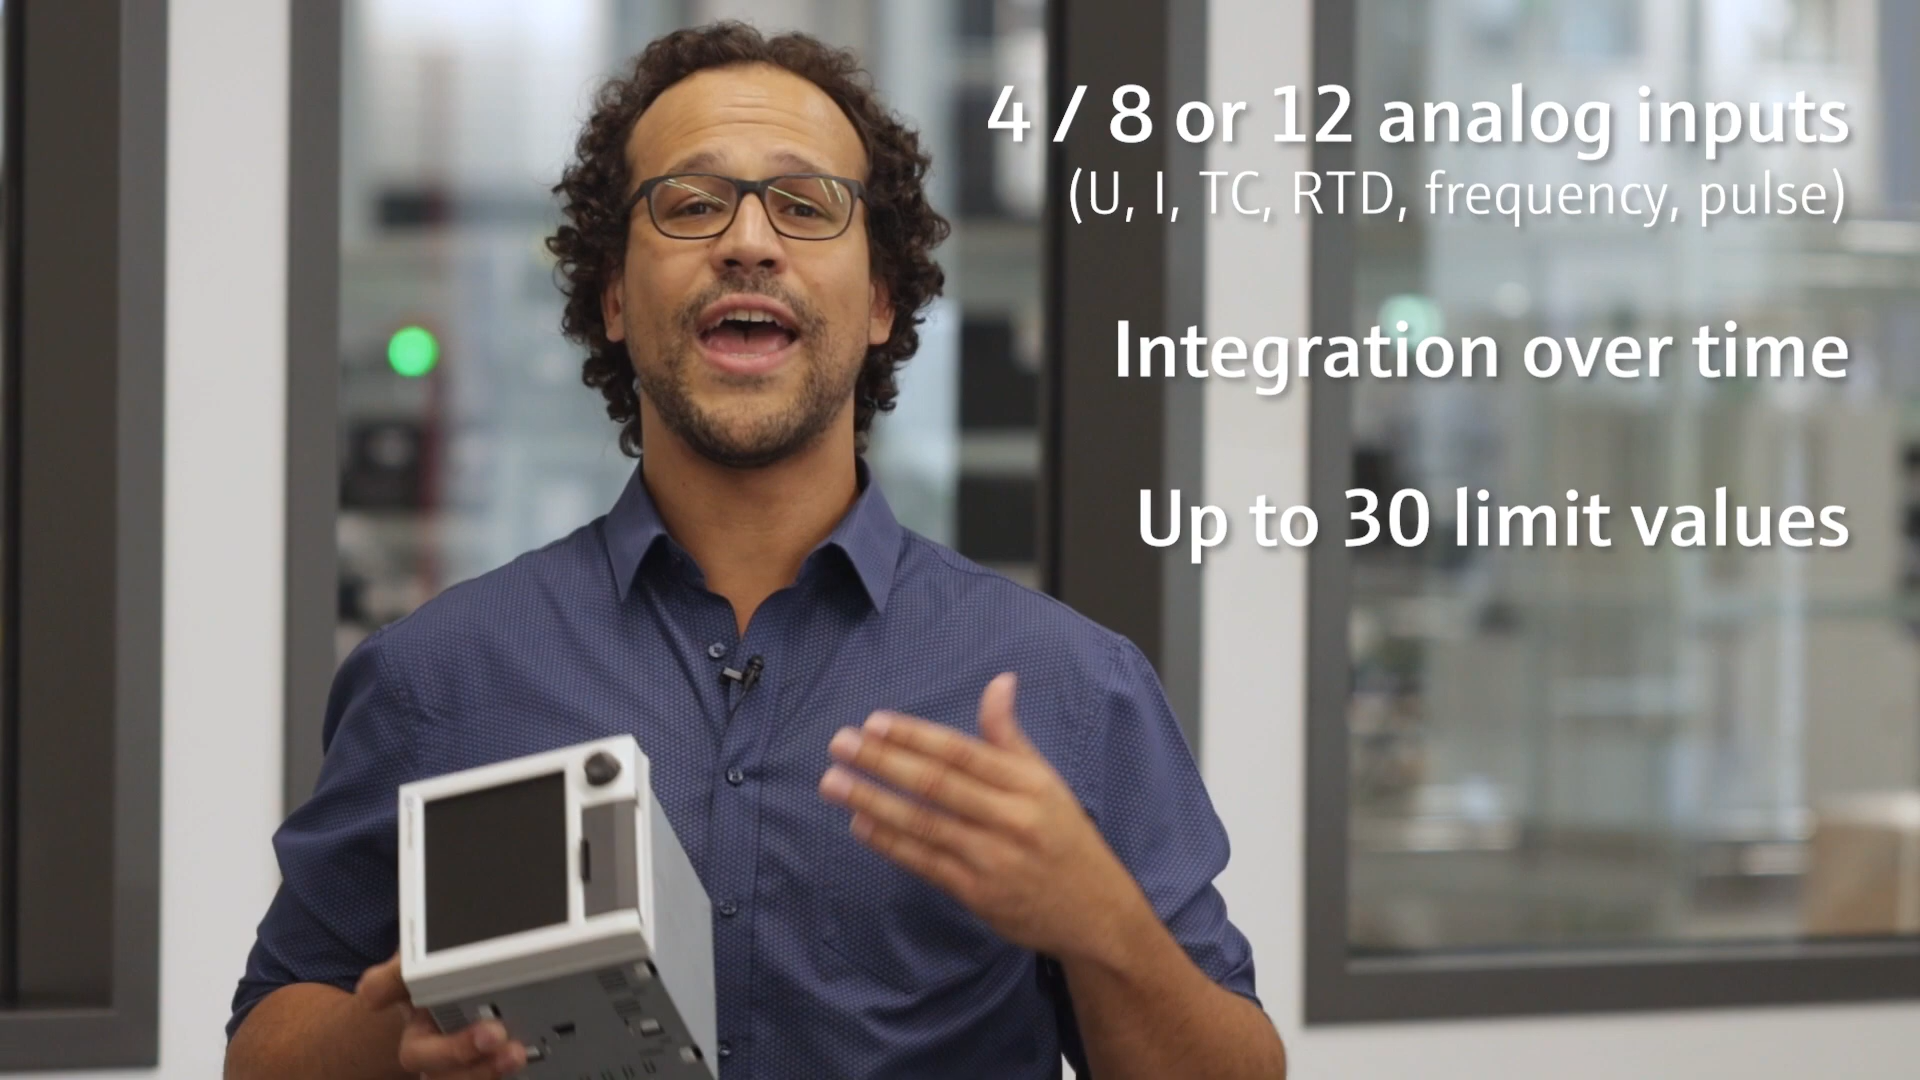 4 / 8 or 12 analog inputs
(U, I, TC, RTD, frequency, pulse)
Integration over time
Up to 30 limit values